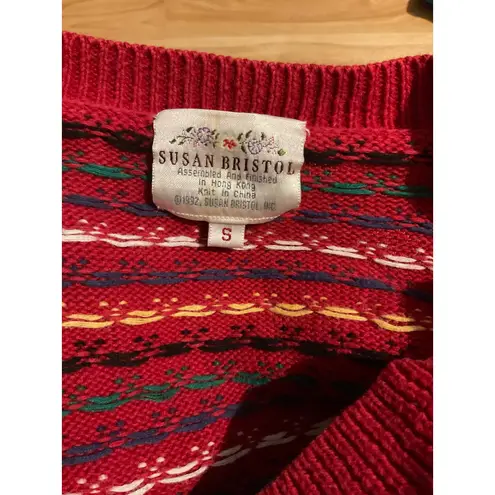 SUSAN BRISTOL
Assembled And Finished
In Hong Kong
Knit In China
©1992, SUSAN BRISTOL INC.
S